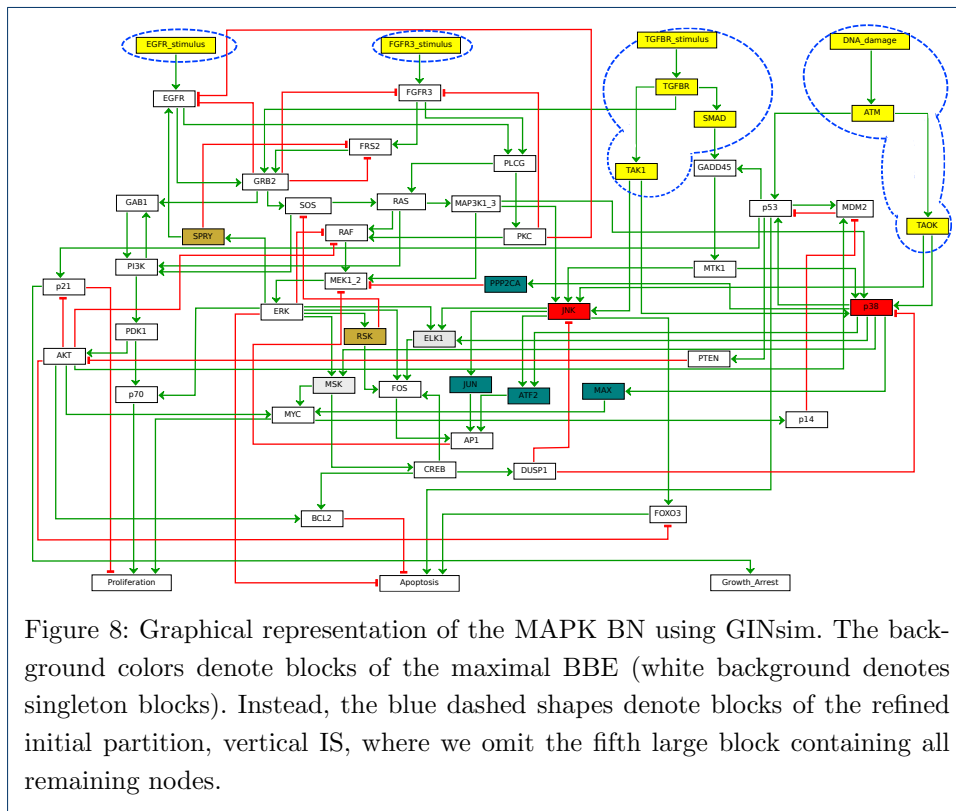 EGFR_stimulus
FGFR3_stimulus
TGFBR_stimulus
DNA_damage
EGFR
FGFR3
TGFBR
ATM
SMAD
FRS2
PLCG
TAK1
GADD45
GRB2
GAB1
SOS
RAS
MAP3K1_3
p53
MDM2
SPRY
RAF
PKC
TAOK
PI3K
MTK1
p21
MEK1_2
PPP2CA
ERK
JNK
p38
PDK1
RSK
ELK1
AKT
PTEN
p70
MSK
FOS
JUN
ATF2
MAX
MYC
p14
AP1
CREB
DUSP1
BCL2
FOXO3
Proliferation
Apoptosis
Growth_Arrest
Figure 8: Graphical representation of the MAPK BN using GINsim. The back-
ground colors denote blocks of the maximal BBE (white background denotes
singleton blocks). Instead, the blue dashed shapes denote blocks of the refined
initial partition, vertical IS, where we omit the fifth large block containing all
remaining nodes.